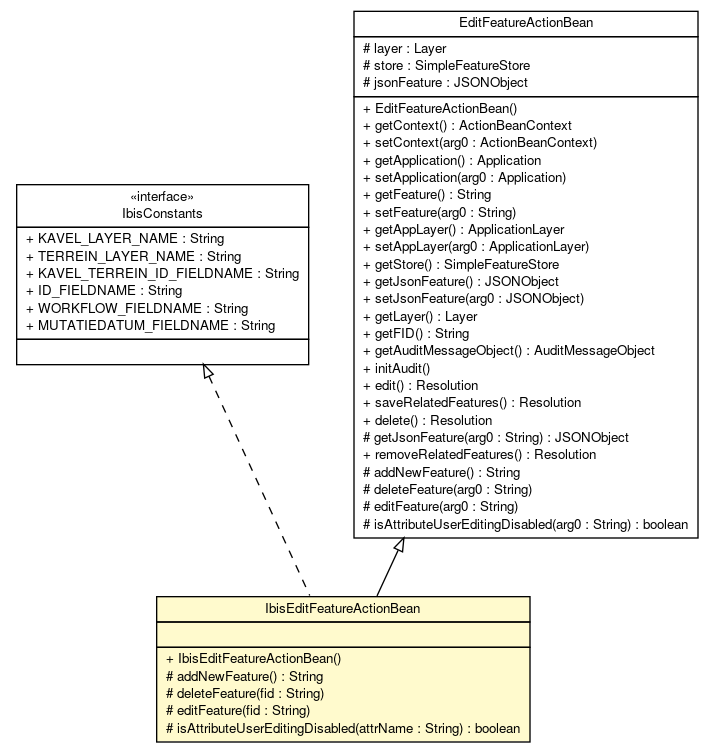 EditFeatureActionBean
# layer : Layer
# store : SimpleFeatureStore
# jsonFeature : JSONObject
+ EditFeatureActionBean()
+ getContext() : ActionBeanContext
+ setContext(arg0 : ActionBeanContext)
+ getApplication() : Application
+ setApplication(arg0 : Application)
+ getFeature() : String
+ setFeature(arg0 : String)
+ getAppLayer() : ApplicationLayer
+ setAppLayer(arg0 : ApplicationLayer)
+ getStore() : SimpleFeatureStore
+ getJsonFeature() : JSONObject
+ setJsonFeature(arg0 : JSONObject)
+ getLayer() : Layer
+ getFID() : String
+ getAuditMessageObject() : AuditMessageObject
+ initAudit()
+ edit() : Resolution
+ saveRelatedFeatures() : Resolution
+ delete() : Resolution
# getJsonFeature(arg0 : String) : JSONObject
+ removeRelatedFeatures() : Resolution
# addNewFeature() : String
# deleteFeature(arg0 : String)
# editFeature(arg0 : String)
# isAttributeUserEditingDisabled(arg0 : String) : boolean
«interface»
IbisConstants
+ KAVEL_LAYER_NAME : String
+ TERREIN_LAYER_NAME : String
+ KAVEL_TERREIN_ID_FIELDNAME : String
+ ID_FIELDNAME : String
+ WORKFLOW_FIELDNAME : String
+ MUTATIEDATUM_FIELDNAME : String
IbisEditFeatureActionBean
+ IbisEditFeatureActionBean()
# addNewFeature() : String
# deleteFeature(fid : String)
# editFeature(fid : String)
# isAttributeUserEditingDisabled(attrName : String) : boolean